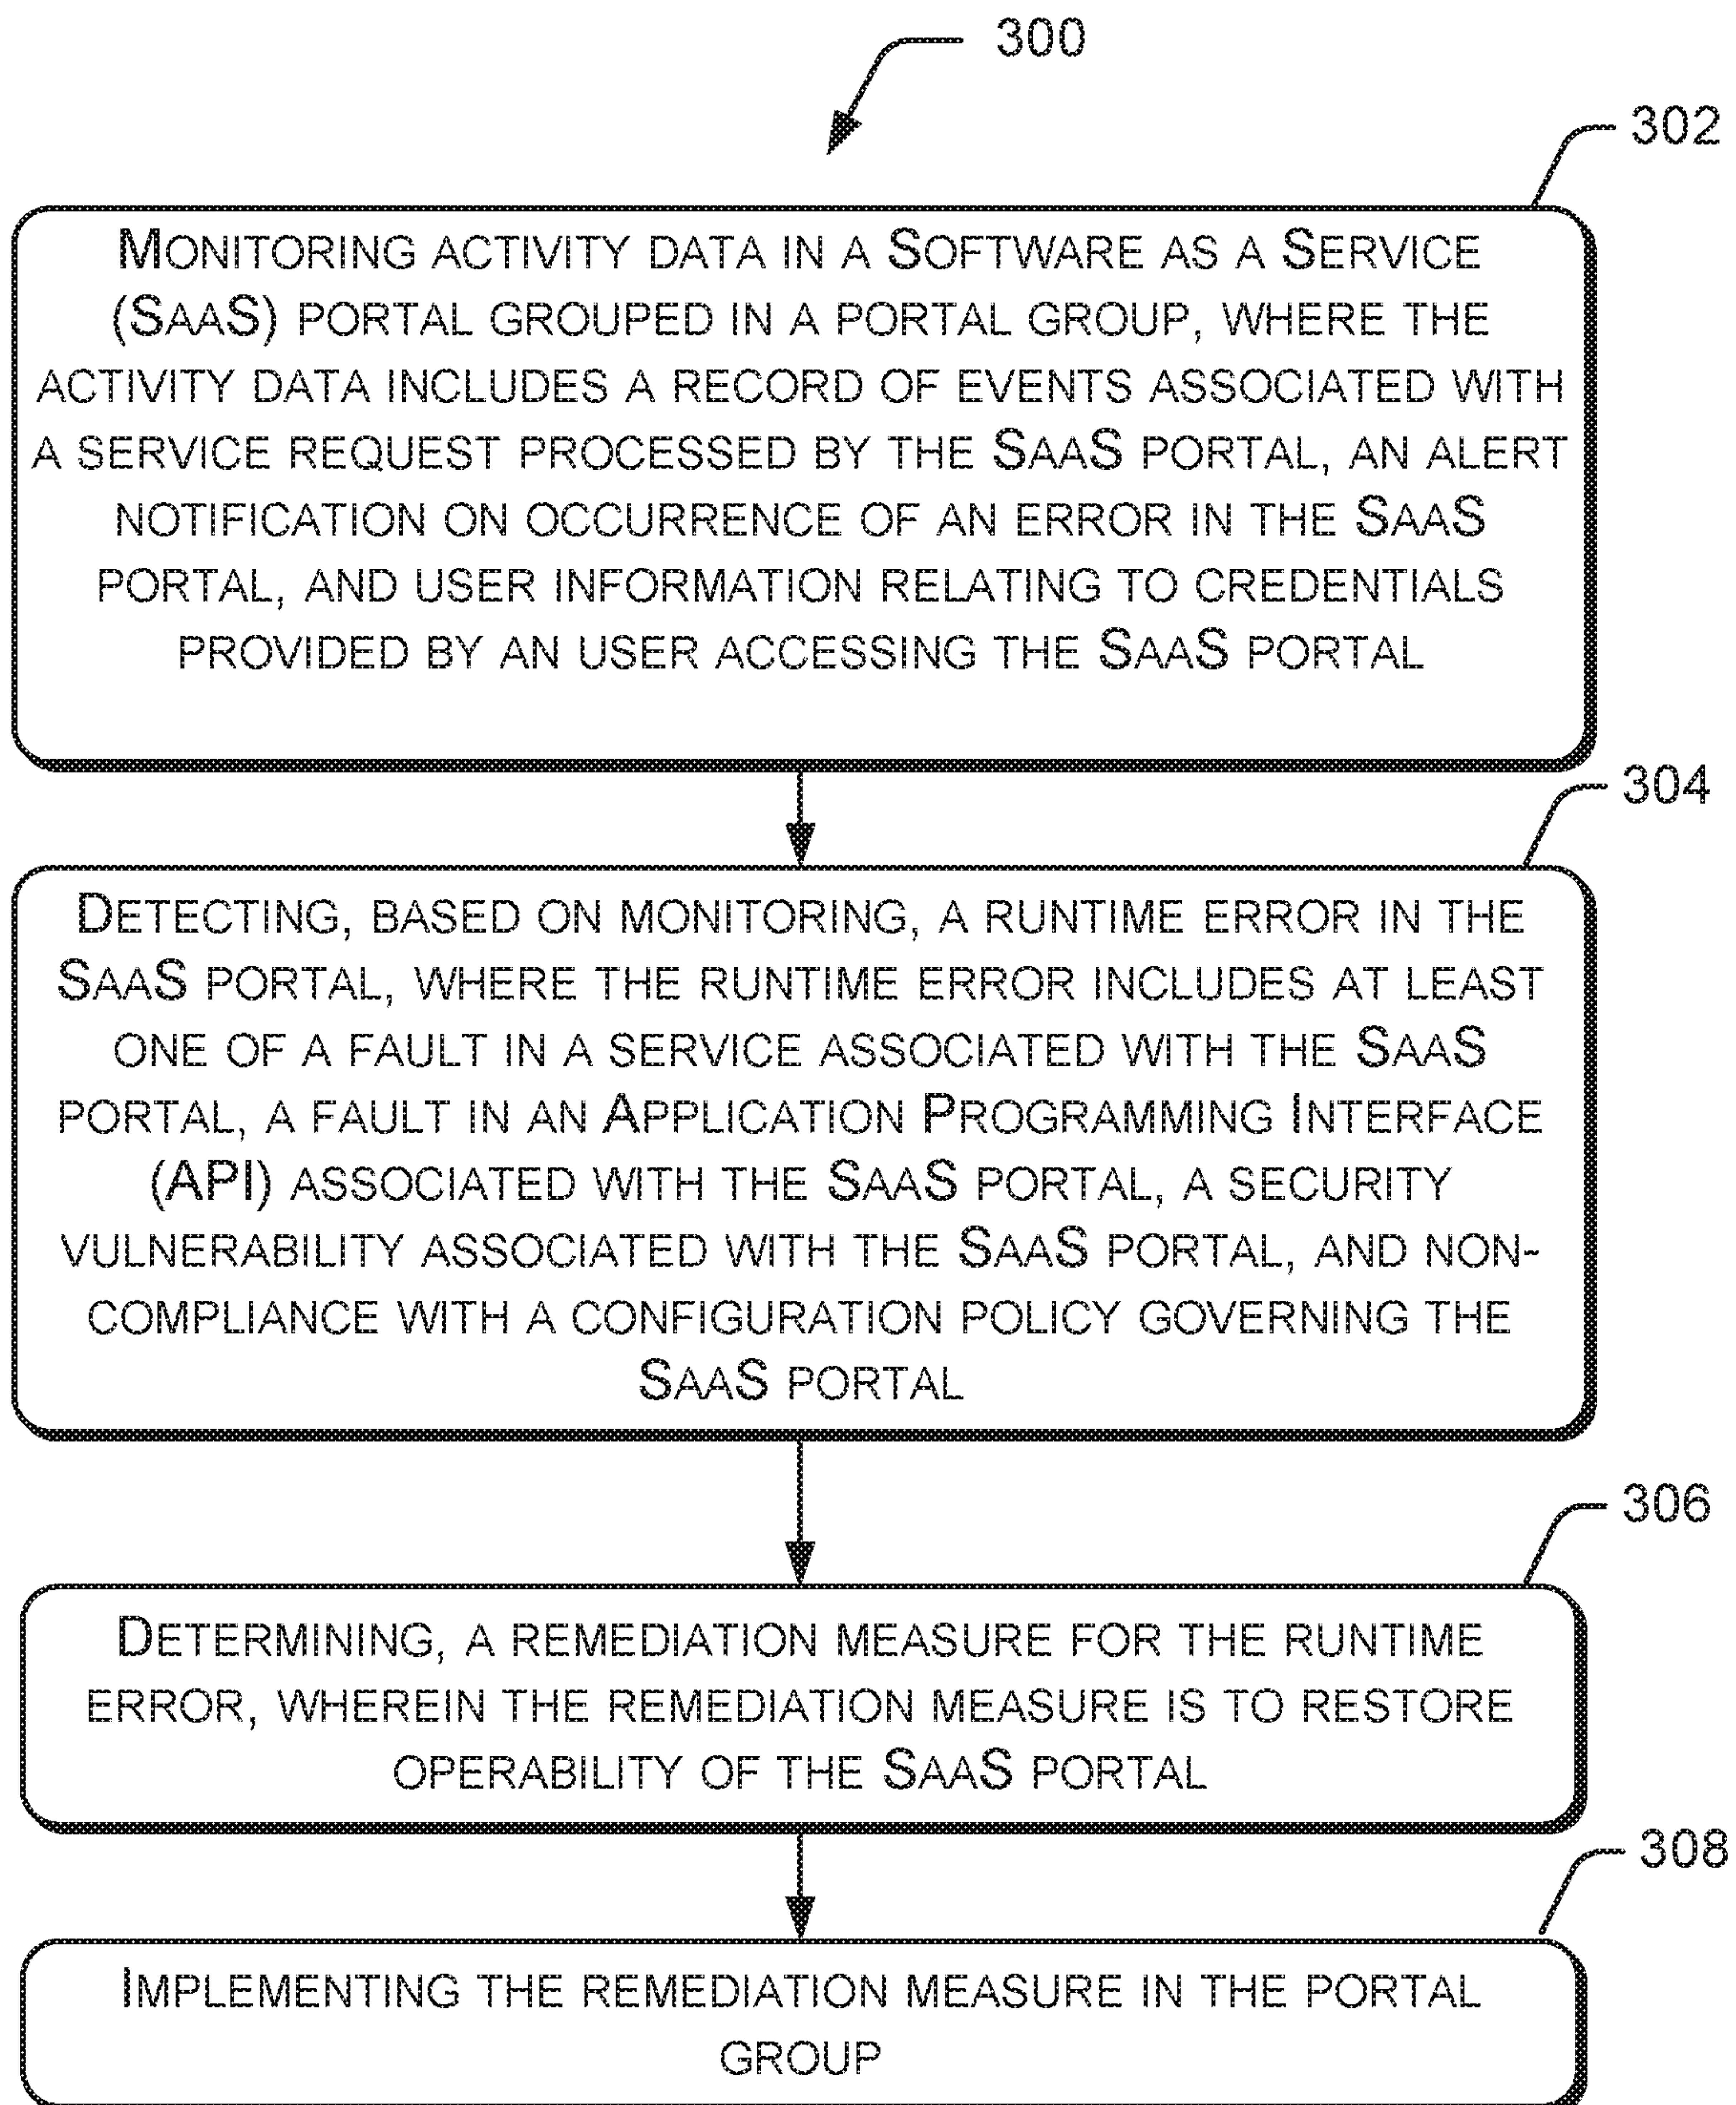 300
302
MONITORING ACTIVITY DATA IN A SOFTWARE AS A SERVICE
(SAAS) PORTAL GROUPED IN A PORTAL GROUP, WHERE THE
ACTIVITY DATA INCLUDES A RECORD OF EVENTS ASSOCIATED WITH
A SERVICE REQUEST PROCESSED BY THE SAAS PORTAL, AN ALERT
NOTIFICATION ON OCCURRENCE OF AN ERROR IN THE SAAS
PORTAL, AND USER INFORMATION RELATING TO CREDENTIALS
PROVIDED BY AN USER ACCESSING THE SAAS PORTAL
304
DETECTING, BASED ON MONITORING, A RUNTIME ERROR IN THE
SAAS PORTAL, WHERE THE RUNTIME ERROR INCLUDES AT LEAST
ONE OF A FAULT IN A SERVICE ASSOCIATED WITH THE SAAS
PORTAL, A FAULT IN AN APPLICATION PROGRAMMING INTERFACE
(API) ASSOCIATED WITH THE SAAS PORTAL, A SECURITY
VULNERABILITY ASSOCIATED WITH THE SAAS PORTAL, AND NON-
COMPLIANCE WITH A CONFIGURATION POLICY GOVERNING THE
SAAS PORTAL
306
DETERMINING, A REMEDIATION MEASURE FOR THE RUNTIME
ERROR, WHEREIN THE REMEDIATION MEASURE IS TO RESTORE
OPERABILITY OF THE SAAS PORTAL
308
IMPLEMENTING THE REMEDIATION MEASURE IN THE PORTAL
GROUP